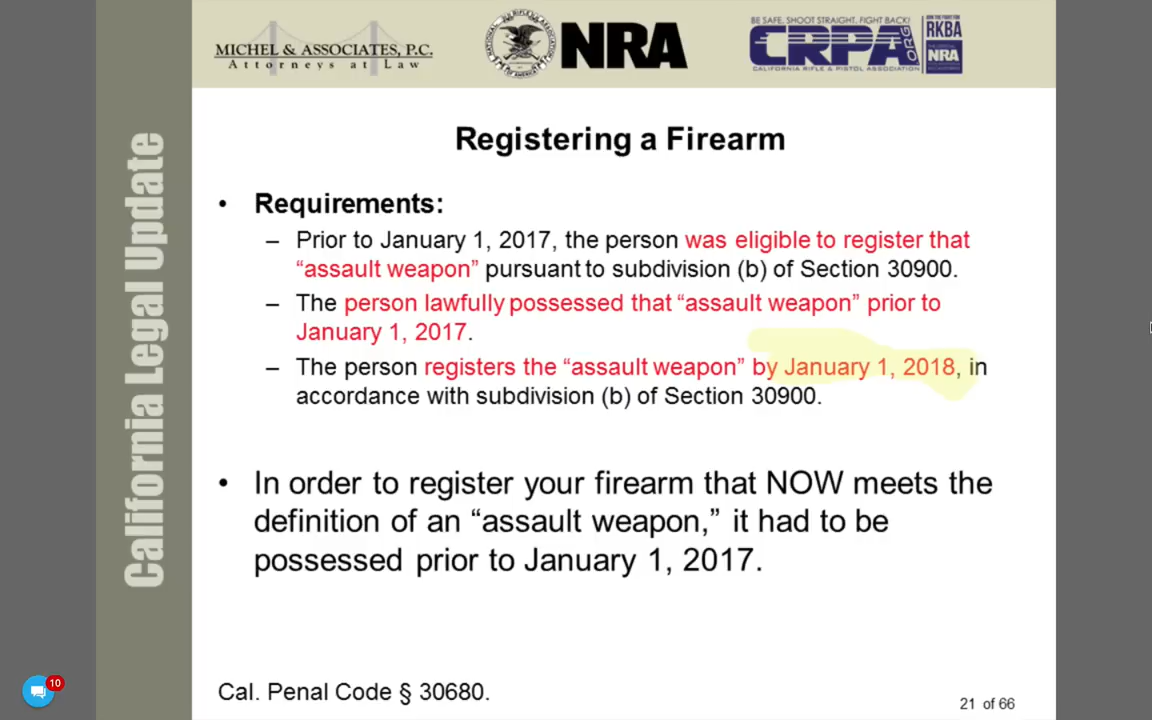 MICHEL & ASSOCIATES, P.C.
Attorneys at Law
NRA
BE SAFE, SHOOT STRAIGHT, FIGHT BACK!
CRPA.ORG
CALIFORNIA RIFLE & PISTOL ASSOCIATION
RKBA
NRA
California Legal Update
Registering a Firearm
• Requirements:
– Prior to January 1, 2017, the person was eligible to register that
“assault weapon” pursuant to subdivision (b) of Section 30900.
– The person lawfully possessed that “assault weapon” prior to
January 1, 2017.
– The person registers the “assault weapon” by January 1, 2018, in
accordance with subdivision (b) of Section 30900.
• In order to register your firearm that NOW meets the
definition of an “assault weapon,” it had to be
possessed prior to January 1, 2017.
Cal. Penal Code § 30680.
21 of 66
10